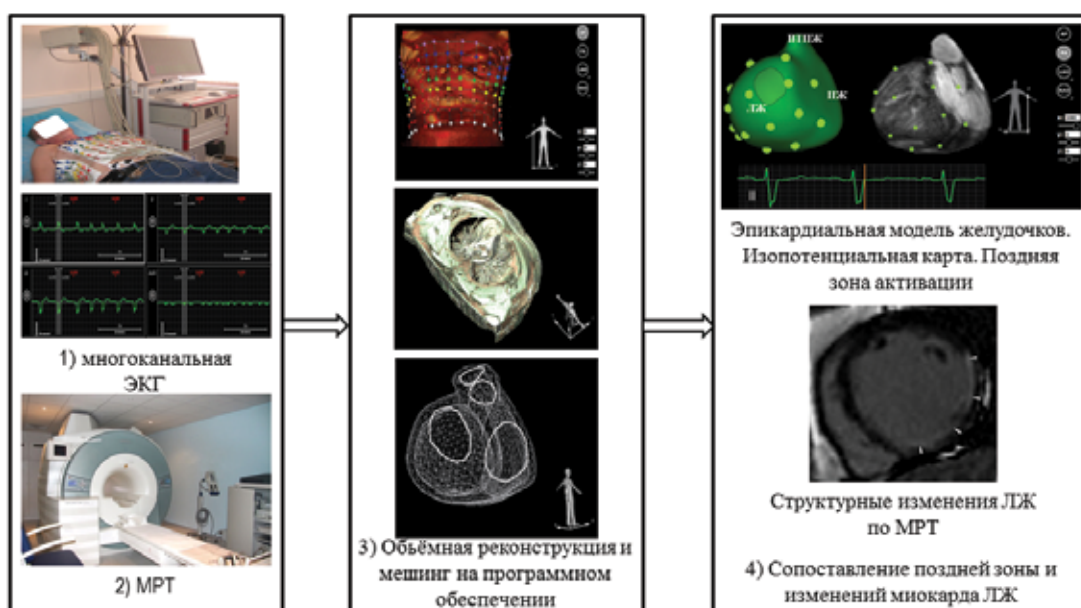 1) многоканальная
ЭКГ
2) МРТ
3) Обьёмная реконструкция и
мешинг на программном
обеспечении
ЛЖ
ПЖ
Эпикардиальная модель желудочков.
Изопотенциальная карта. Поздняя
зона активации
Структурные изменения ЛЖ
по МРТ
4) Сопоставление поздней зоны и
изменений миокарда ЛЖ